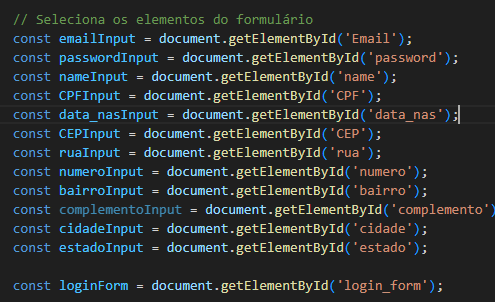 // Seleciona os elementos do formulário
const emailInput = document.getElementById('Email');
const passwordInput = document.getElementById('password');
const nameInput = document.getElementById('name');
const CPFInput = document.getElementById('CPF');
const data_nasInput = document.getElementById('data_nas');
const CEPInput = document.getElementById('CEP');
const ruaInput = document.getElementById('rua');
const numeroInput = document.getElementById('numero');
const bairroInput = document.getElementById('bairro');
const complementoInput = document.getElementById('complemento')
const cidadeInput = document.getElementById('cidade');
const estadoInput = document.getElementById('estado');
const loginForm = document.getElementById('login_form');